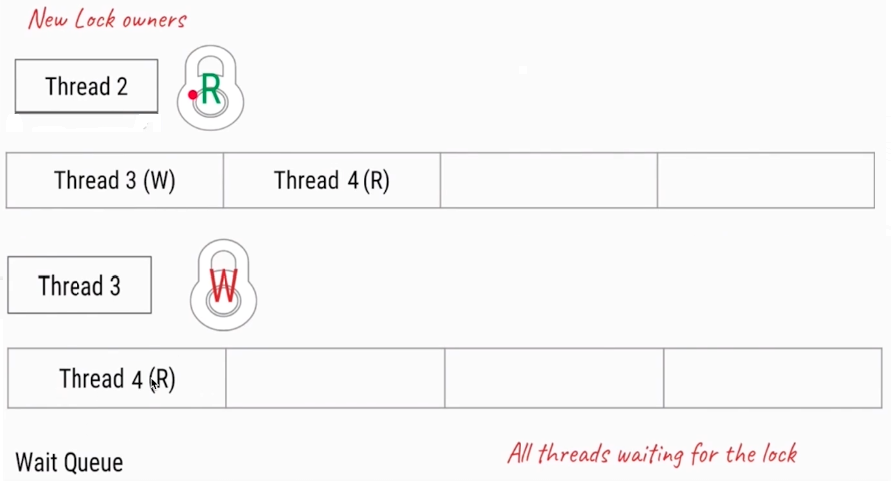 New Lock owners
Thread 2
R
Thread 3 (W)
Thread 4 (R)
Thread 3
W
Thread 4 (R)
All threads waiting for the lock
Wait Queue